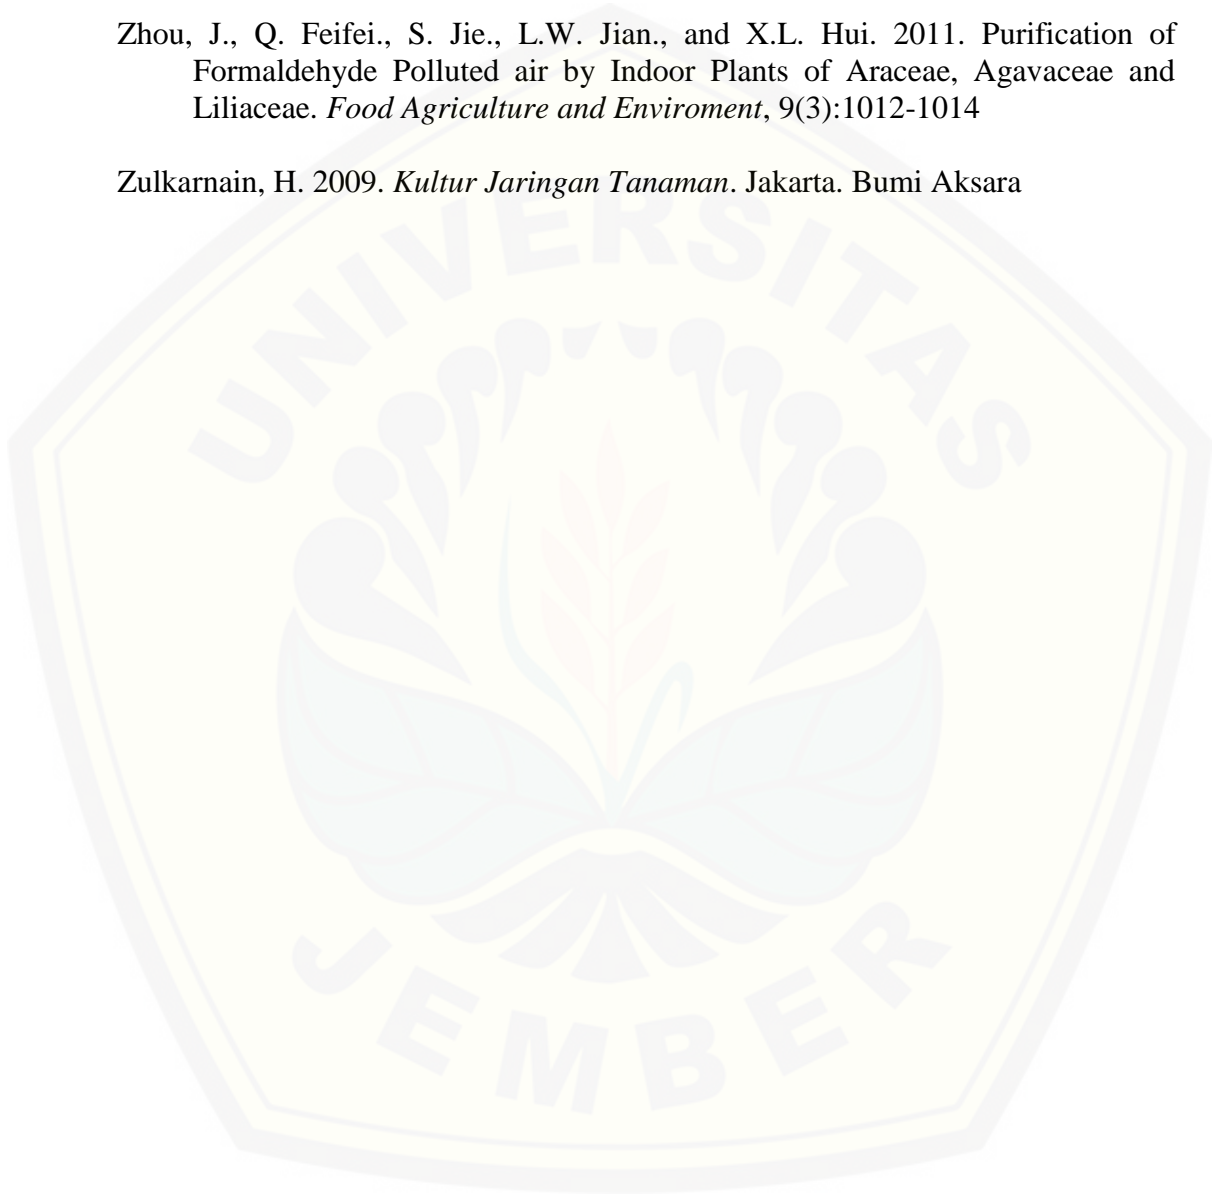 Zhou, J., Q. Feifei., S. Jie., L.W. Jian., and X.L. Hui. 2011. Purification of
Formaldehyde Polluted air by Indoor Plants of Araceae, Agavaceae and
Liliaceae. Food Agriculture and Enviroment, 9(3):1012-1014
Zulkarnain, H. 2009. Kultur Jaringan Tanaman. Jakarta. Bumi Aksara
UNIVERSITAS
JEMBER